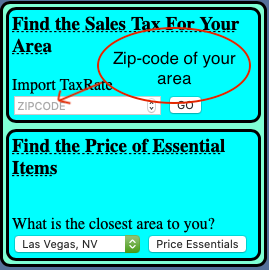 Find the Sales Tax For Your
Area
Zip-code of your
area
Import TaxRate
ZIPCODE
GO
Find the Price of Essential
Items
What is the closest area to you?
Las Vegas, NV
Price Essentials